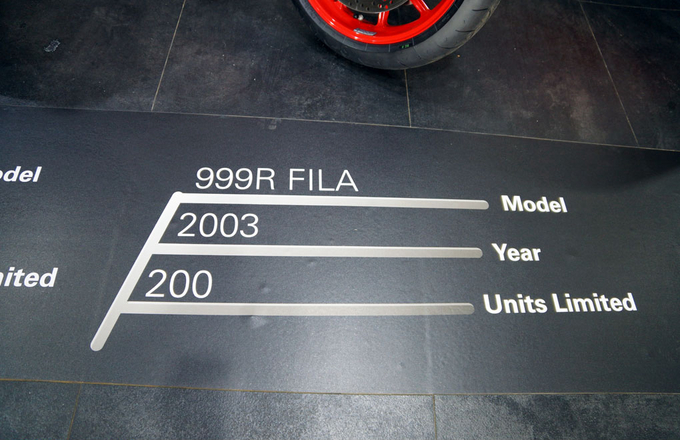 999R FILA
Model
2003
Year
200
Units Limited